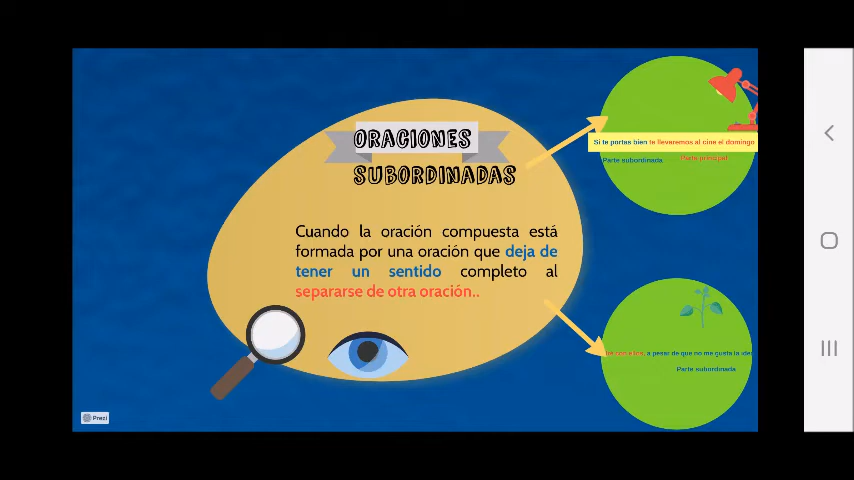 ORACIONES
SUBORDINADAS
Cuando la oración compuesta está
formada por una oración que deja de
tener un sentido completo al
separarse de otra oración..
Si te portas bien te llevaremos al cine el domingo
Parte subordinada Parte principal
con ellos, a pesar de que no me gusta la
Parte subordinada
Prezi